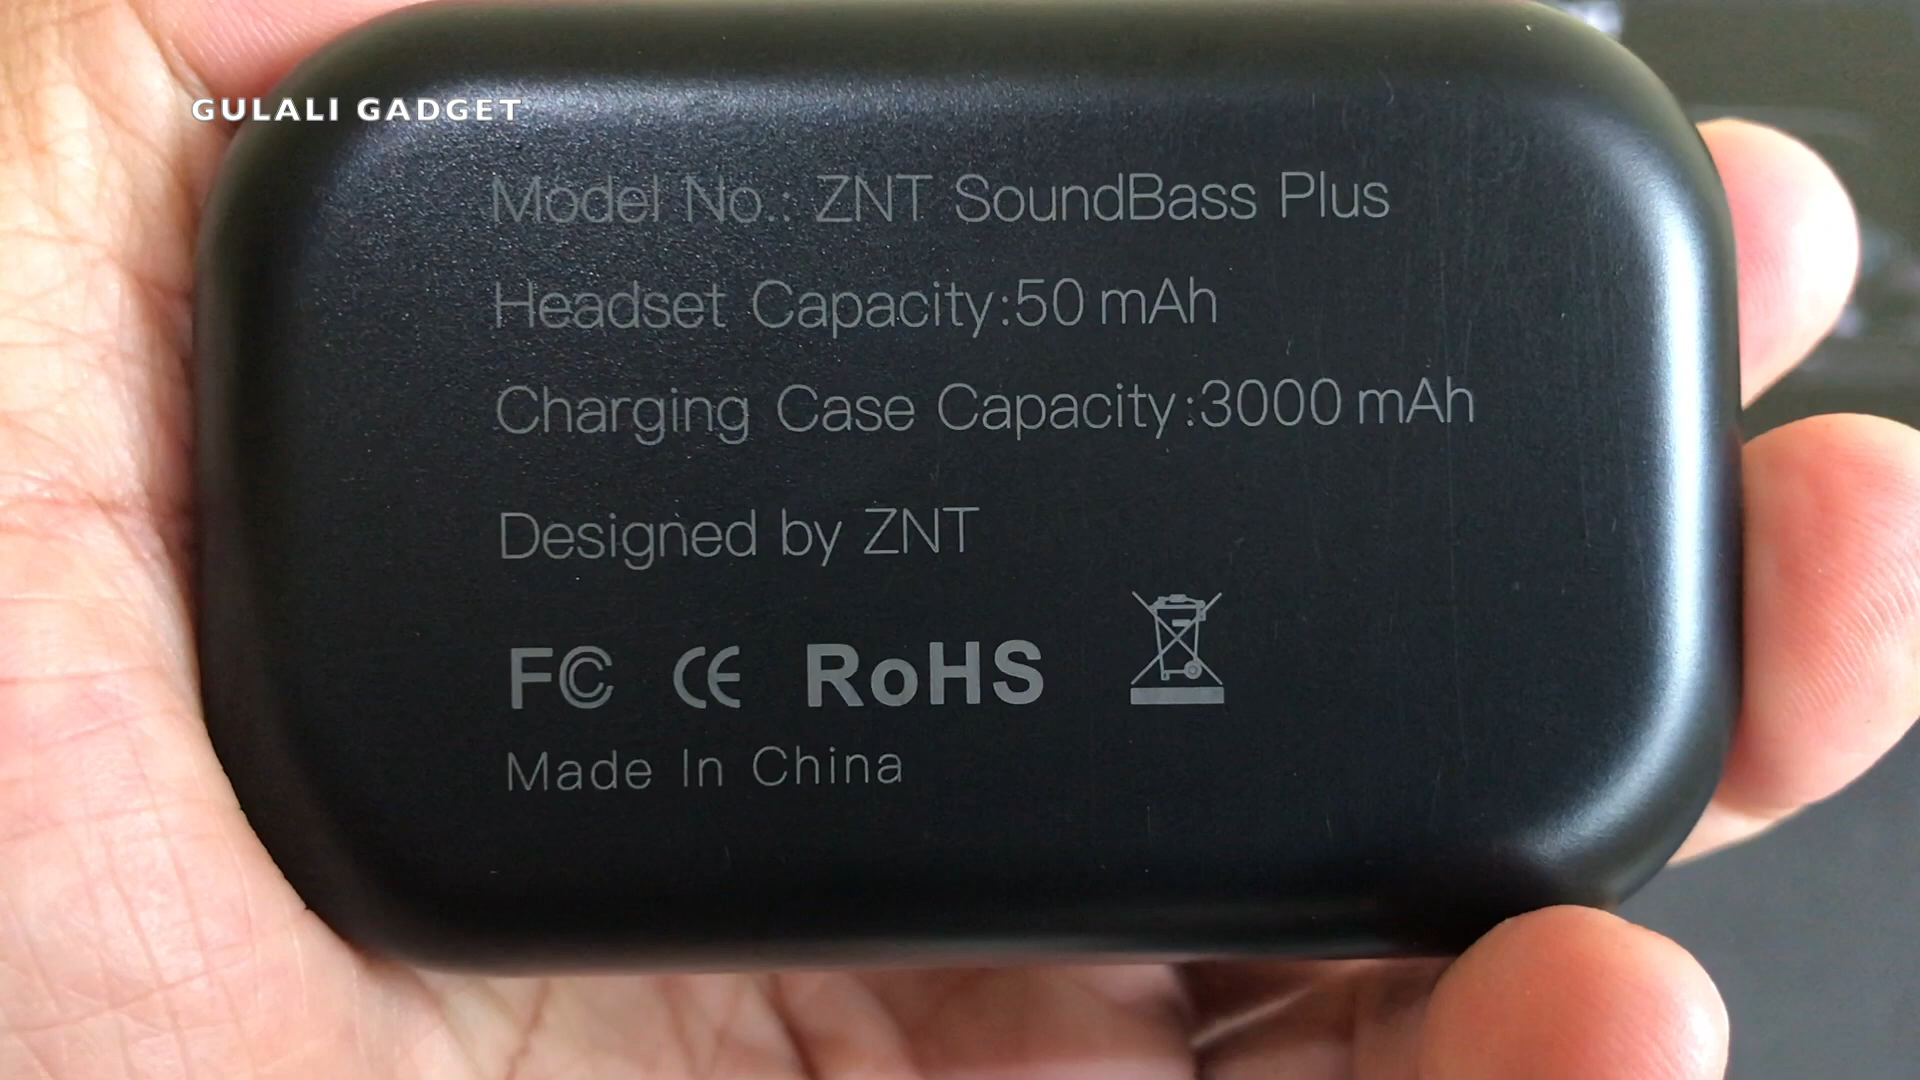 GULALI GADGET
Model No.: ZNT SoundBass Plus
Headset Capacity:50 mAh
Charging Case Capacity:3000 mAh
Designed by ZNT
FC CE RoHS
Made In China